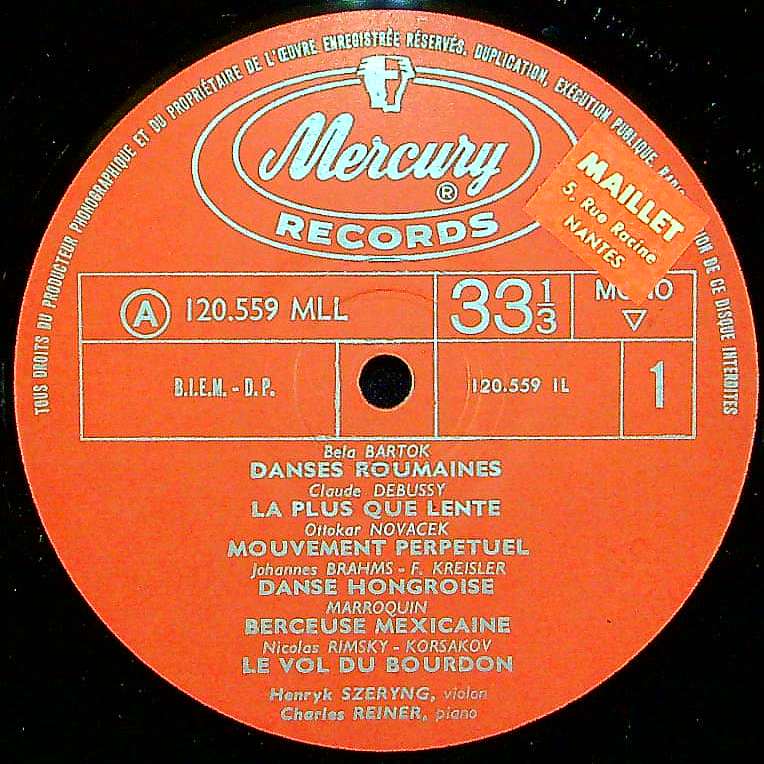 TOUS DROITS DU PRODUCTEUR PHONOGRAPHIQUE ET DU PROPRIÉTAIRE DE L'ŒUVRE ENREGISTRÉE RÉSERVÉS. DUPLICATION, EXÉCUTION PUBLIQUE, DE CE DISQUE INTERDITES
Mercury
®
RECORDS
MAILLET
5, Rue Racine
NANTES
A 120.559 MLL
33 1/3
B.I.E.M. - D.P.
120.559 1L
1
Bela BARTOK
DANSES ROUMAINES
Claude DEBUSSY
LA PLUS QUE LENTE
Ottokar NOVACEK
MOUVEMENT PERPETUEL
Johannes BRAHMS - F. KREISLER
DANSE HONGROISE
MARROQUIN
BERCEUSE MEXICAINE
Nicolas RIMSKY - KORSAKOV
LE VOL DU BOURDON
Henryk SZERYNG, violon
Charles REINER, piano